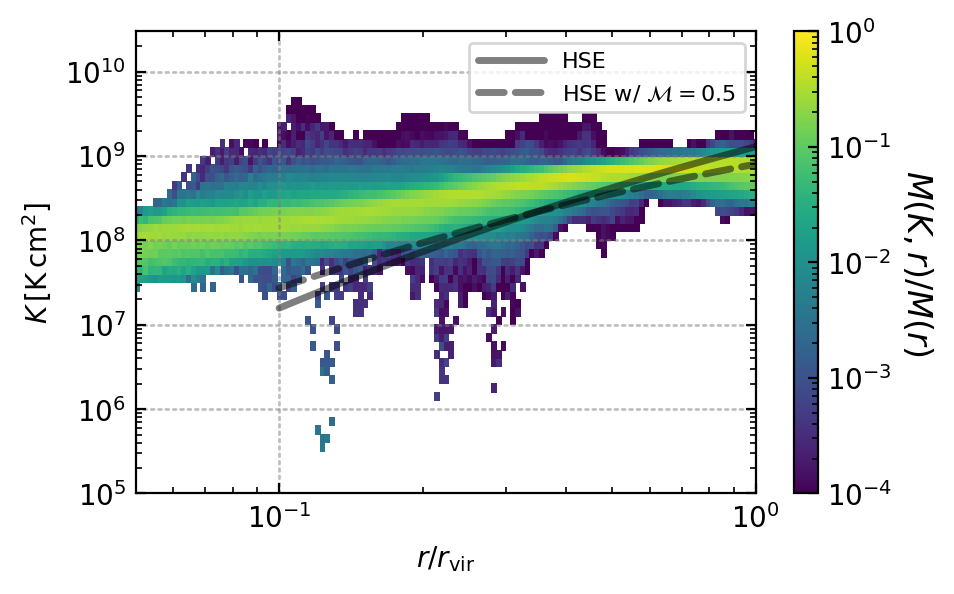 K[K cm²]
10¹⁰
10⁹
10⁸
10⁷
10⁶
10⁵
HSE
HSE w/ ℳ = 0.5
10⁻¹
10⁰
r/r_vir
10⁰
10⁻¹
10⁻²
10⁻³
10⁻⁴
M(K, r)/M(r)